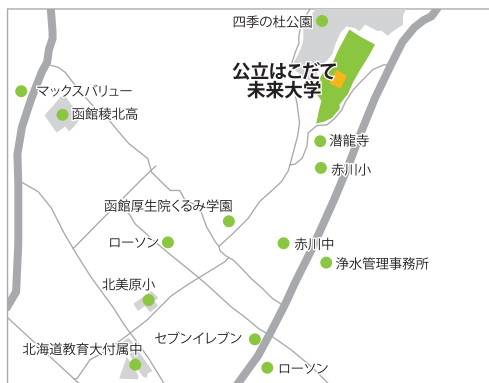 四季の杜公園
公立はこだて
未来大学
マックスバリュー
函館稜北高
潜龍寺
赤川小
函館厚生院くるみ学園
ローソン
赤川中
浄水管理事務所
北美原小
セブンイレブン
北海道教育大付属中
ローソン